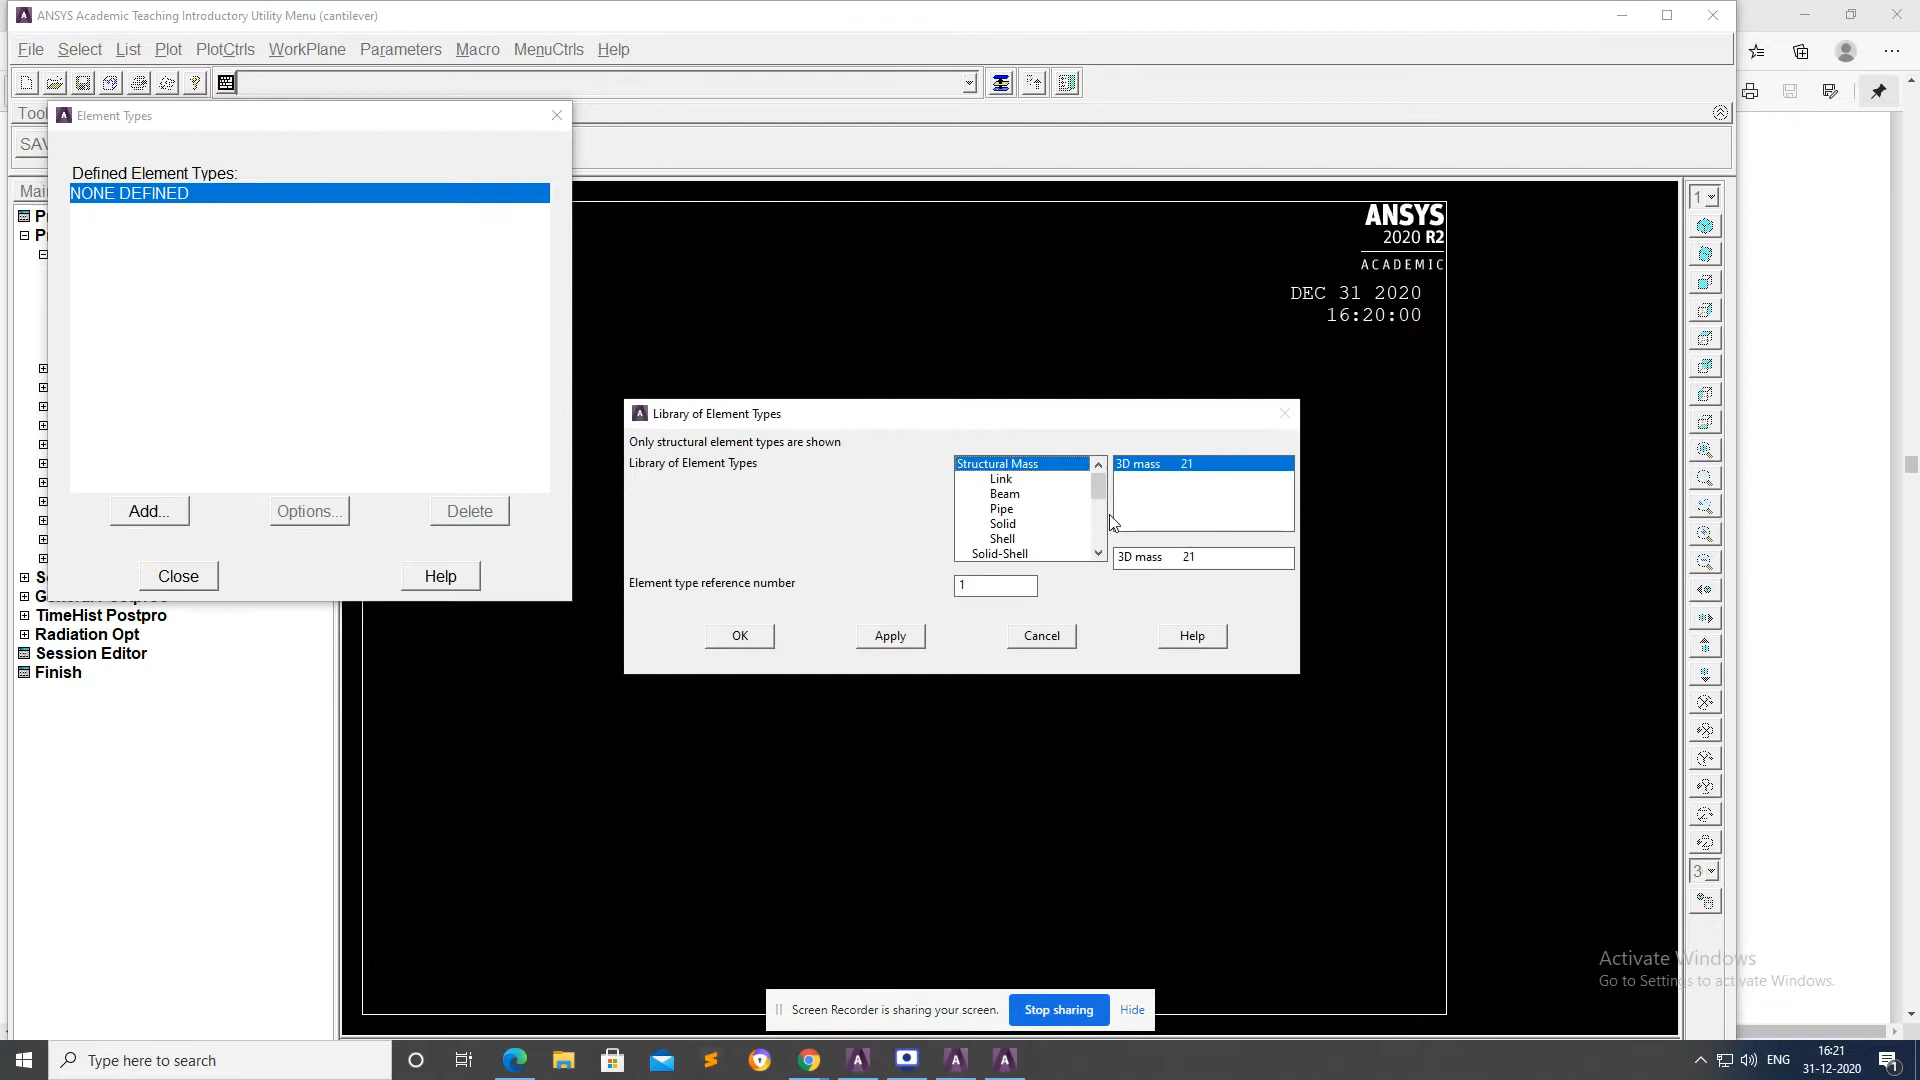 ANSYS Academic Teaching Introductory Utility Menu (cantilever)
File Select List Plot PlotCtrls WorkPlane Parameters Macro MenuCtrls Help
Element Types
Defined Element Types:
NONE DEFINED
Add... Options... Delete
Close Help
TimeHist Postpro
Radiation Opt
Session Editor
Finish
ANSYS
2020 R2
ACADEMIC
DEC 31 2020
16:20:00
1
3
Library of Element Types
Only structural element types are shown
Library of Element Types
Structural Mass
Link
Beam
Pipe
Solid
Shell
Solid-Shell
3D mass 21
3D mass 21
Element type reference number
1
OK Apply Cancel Help
Activate Windows
Go to Settings to activate Windows.
Screen Recorder is sharing your screen. Stop sharing Hide
Type here to search
ENG
16:21
31-12-2020
1